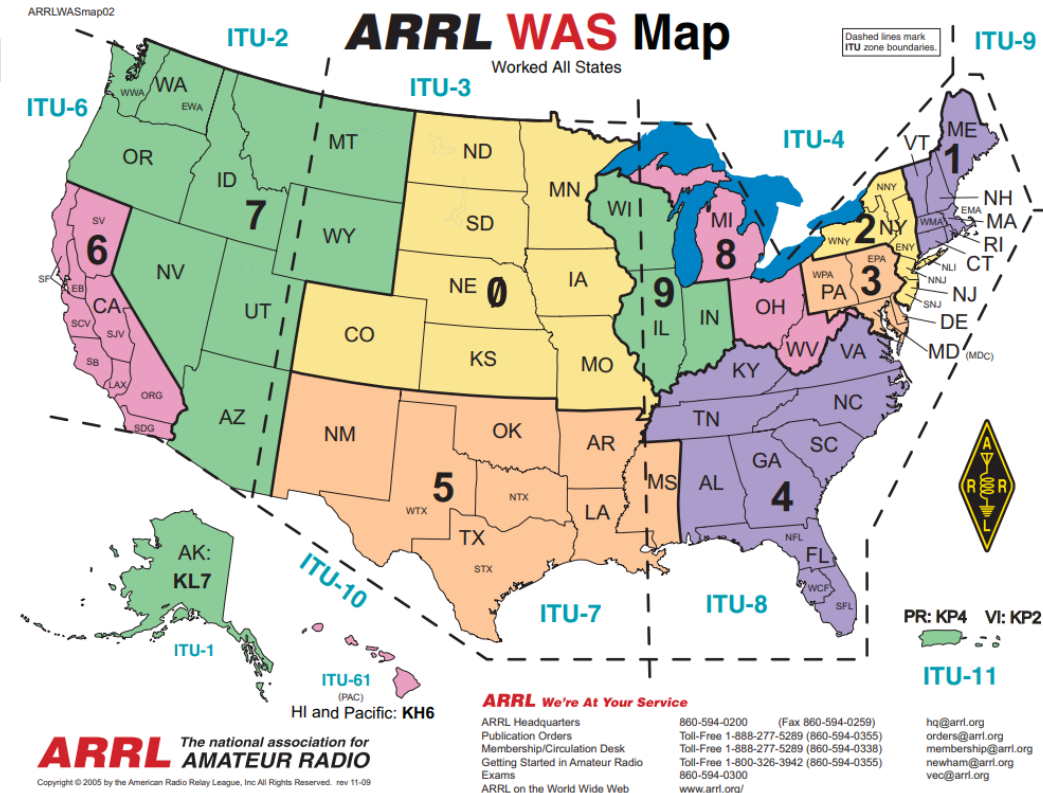 ARRLWASmap02
ARRL WAS Map
Worked All States
Dashed lines mark
ITU zone boundaries.
ITU-2
ITU-9
ITU-3
ITU-6
ITU-4
WWA
WA
EWA
OR
ID
7
MT
WY
NV
UT
AZ
SV
6
SF
EB
CA
SCV
SJV
SB
LAX
ORG
SDG
ND
SD
NE
0
MN
IA
CO
KS
MO
WI
9
IL
IN
MI
8
OH
WV
NNY
2
NY
WNY
ENY
NLI
NNJ
NJ
SNJ
EPA
WPA
3
PA
DE
MD (MDC)
VT
ME
1
NH
EMA
MA
WMA
RI
CT
NM
OK
AR
5
WTX
NTX
TX
STX
LA
MS
KY
VA
TN
NC
SC
GA
AL
4
NFL
FL
WCF
SFL
A
R R
L
AK:
KL7
ITU-1
ITU-10
ITU-7
ITU-8
PR: KP4
VI: KP2
ITU-11
ITU-61
(PAC)
HI and Pacific: KH6
ARRL The national association for
AMATEUR RADIO
Copyright © 2005 by the American Radio Relay League, Inc All Rights Reserved. rev 11-09
ARRL We're At Your Service
ARRL Headquarters 860-594-0200 (Fax 860-594-0259) hq@arrl.org
Publication Orders Toll-Free 1-888-277-5289 (860-594-0355) orders@arrl.org
Membership/Circulation Desk Toll-Free 1-888-277-5289 (860-594-0338) membership@arrl.org
Getting Started in Amateur Radio Toll-Free 1-800-326-3942 (860-594-0355) newham@arrl.org
Exams 860-594-0300 vec@arrl.org
ARRL on the World Wide Web www.arrl.org/